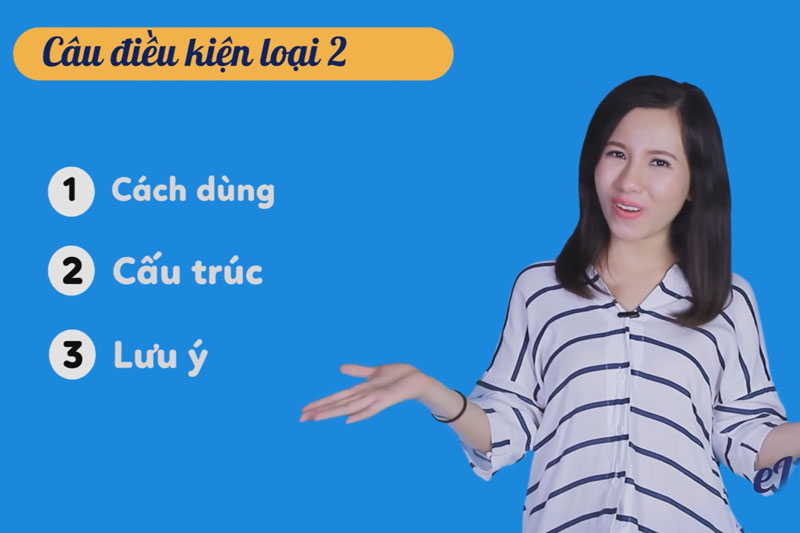 Câu điều kiện loại 2
1 Cách dùng
2 Cấu trúc
3 Lưu ý